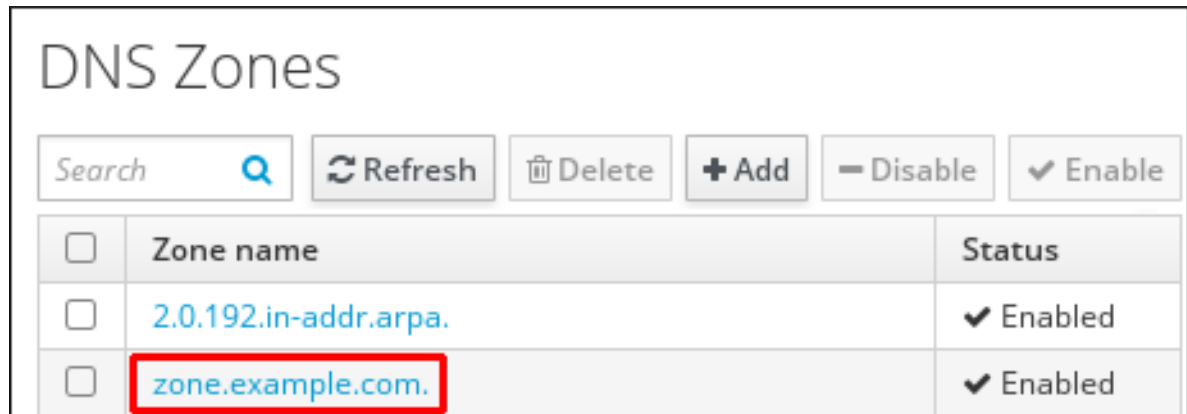 DNS Zones
Search Refresh Delete Add Disable Enable
Zone name Status
2.0.192.in-addr.arpa. Enabled
zone.example.com. Enabled